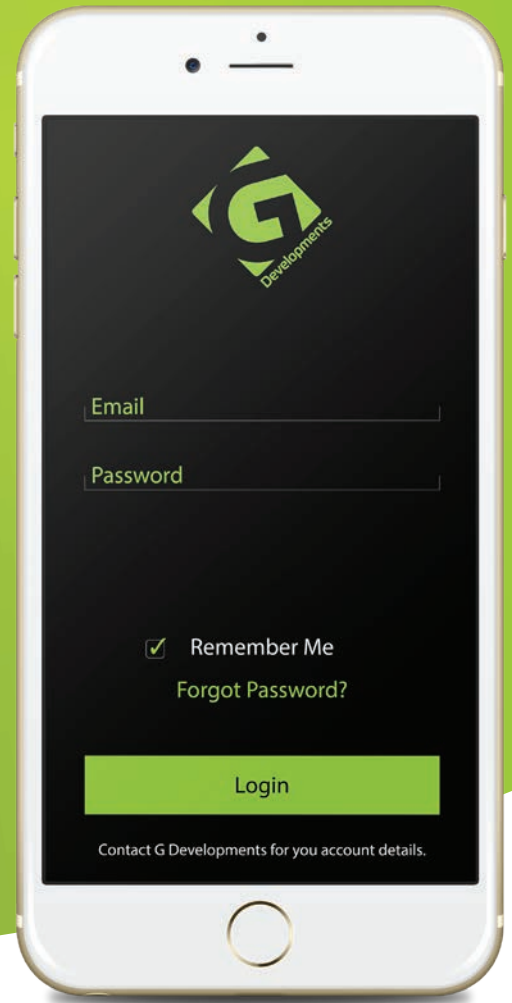 G
Developments
Email
Password
Remember Me
Forgot Password?
Login
Contact G Developments for you account details.